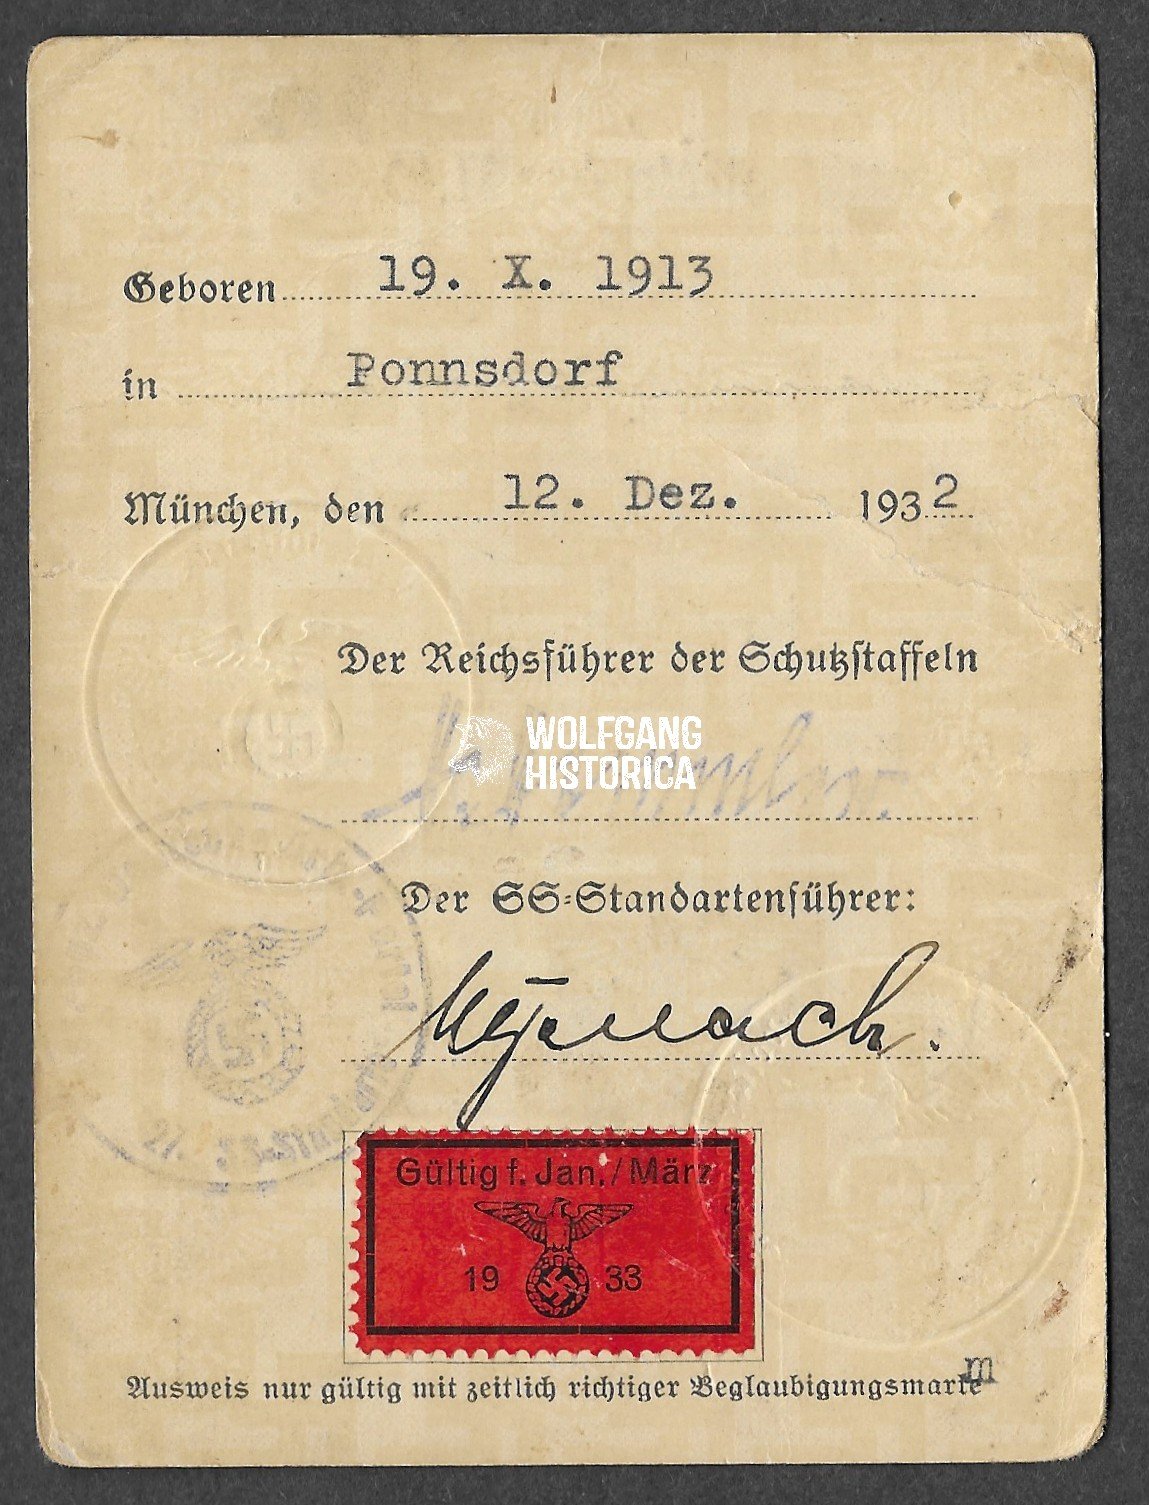 Geboren 19. X. 1913
in Ponnsdorf
München, den 12. Dez. 1932
Der Reichsführer der Schutzstaffeln
WOLFGANG
HISTORICA
Der SS-Standartenführer:
Gültig f. Jan./März
19 33
m
Ausweis nur gültig mit zeitlich richtiger Beglaubigungsmarke